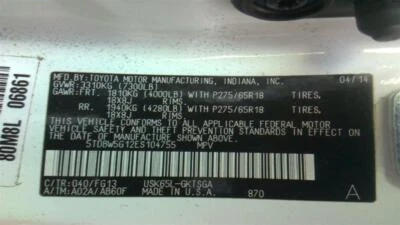 80M8L 06861
MFD. BY: TOYOTA MOTOR MANUFACTURING, INDIANA, INC. 04/14
GVWR: 3310KG (7300LB)
GAWR: FRT. 1810KG (4000LB) WITH P275/65R18 TIRES,
18X8J RIMS
RR. 1940KG (4280LB) WITH P275/65R18 TIRES,
18X8J RIMS
THIS VEHICLE CONFORMS TO ALL APPLICABLE
FEDERAL MOTOR VEHICLE SAFETY STANDARDS IN
EFFECT ON THE DATE OF MANUFACTURE SHOWN ABOVE.
5TDBW5G12ES104755 MPV
C/TR: 040/FG13 USK65L-GKTSGA
A/TM: A02A/AB60F MADE IN U.S.A. 870 A